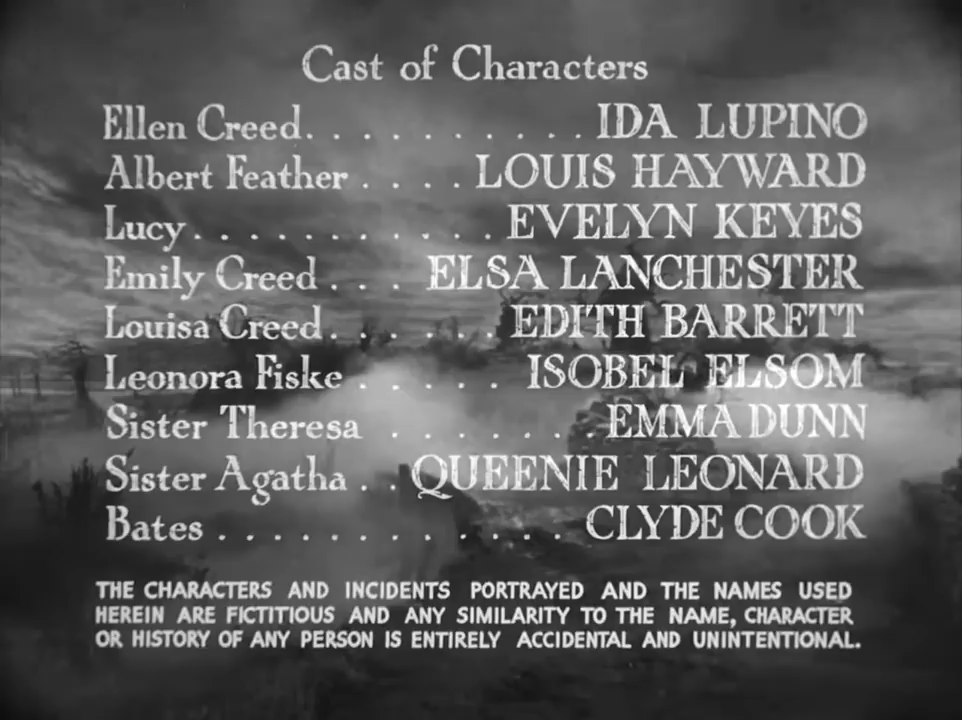 Cast of Characters
Ellen Creed. . . . . . . . . . IDA LUPINO
Albert Feather . . . . LOUIS HAYWARD
Lucy . . . . . . . . . . . EVELYN KEYES
Emily Creed . . . ELSA LANCHESTER
Louisa Creed. . . . . . EDITH BARRETT
Leonora Fiske . . . . . . ISOBEL ELSOM
Sister Theresa . . . . . . . . EMMA DUNN
Sister Agatha . . QUEENIE LEONARD
Bates . . . . . . . . . . . . . CLYDE COOK
THE CHARACTERS AND INCIDENTS PORTRAYED AND THE NAMES USED
HEREIN ARE FICTITIOUS AND ANY SIMILARITY TO THE NAME, CHARACTER
OR HISTORY OF ANY PERSON IS ENTIRELY ACCIDENTAL AND UNINTENTIONAL.